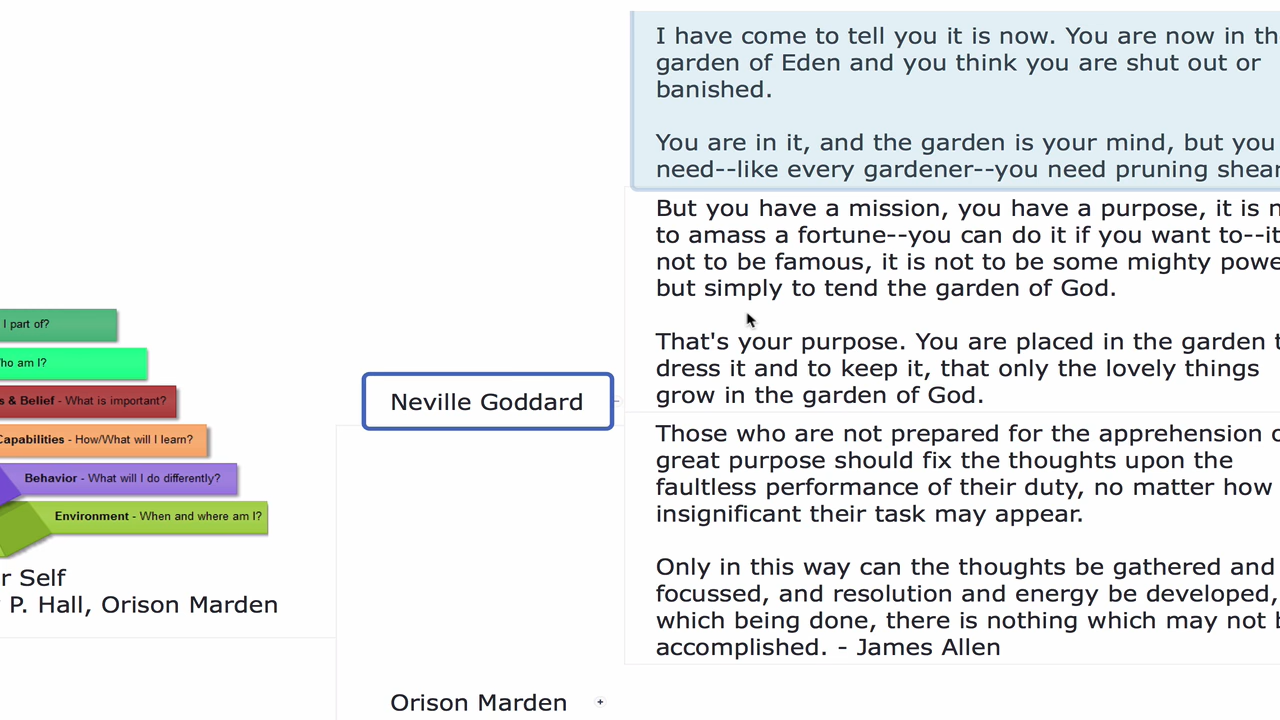 I part of?
ho am I?
s & Belief - What is important?
Capabilities - How/What will I learn?
Behavior - What will I do differently?
Environment - When and where am I?
r Self
P. Hall, Orison Marden
Neville Goddard
Orison Marden
I have come to tell you it is now. You are now in th
garden of Eden and you think you are shut out or
banished.
You are in it, and the garden is your mind, but you
need--like every gardener--you need pruning shear
But you have a mission, you have a purpose, it is n
to amass a fortune--you can do it if you want to--it
not to be famous, it is not to be some mighty powe
but simply to tend the garden of God.
That's your purpose. You are placed in the garden t
dress it and to keep it, that only the lovely things
grow in the garden of God.
Those who are not prepared for the apprehension o
great purpose should fix the thoughts upon the
faultless performance of their duty, no matter how
insignificant their task may appear.
Only in this way can the thoughts be gathered and
focussed, and resolution and energy be developed,
which being done, there is nothing which may not b
accomplished. - James Allen